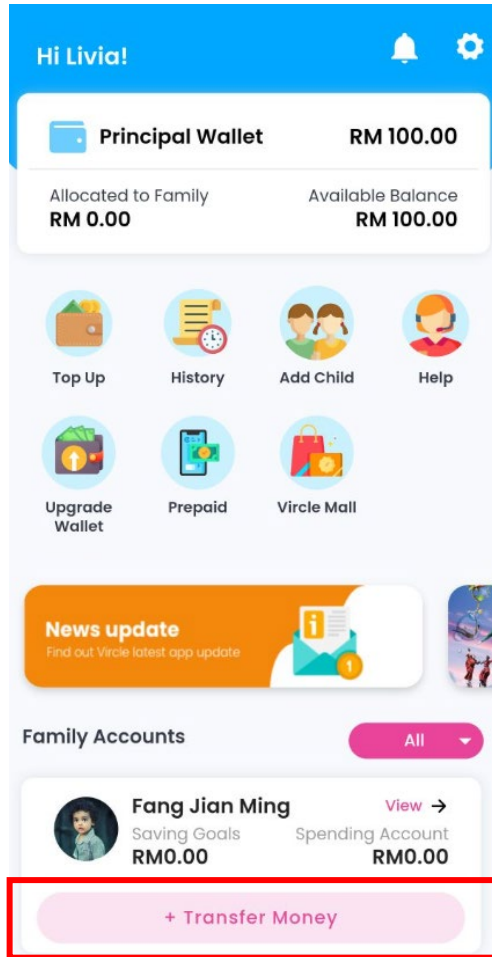 Hi Livia!
Principal Wallet RM 100.00
Allocated to Family Available Balance
RM 0.00 RM 100.00
Top Up History Add Child Help
Upgrade Prepaid Vircle Mall
Wallet
News update
Find out Vircle latest app update
Family Accounts All
Fang Jian Ming View →
Saving Goals Spending Account
RM0.00 RM0.00
+ Transfer Money